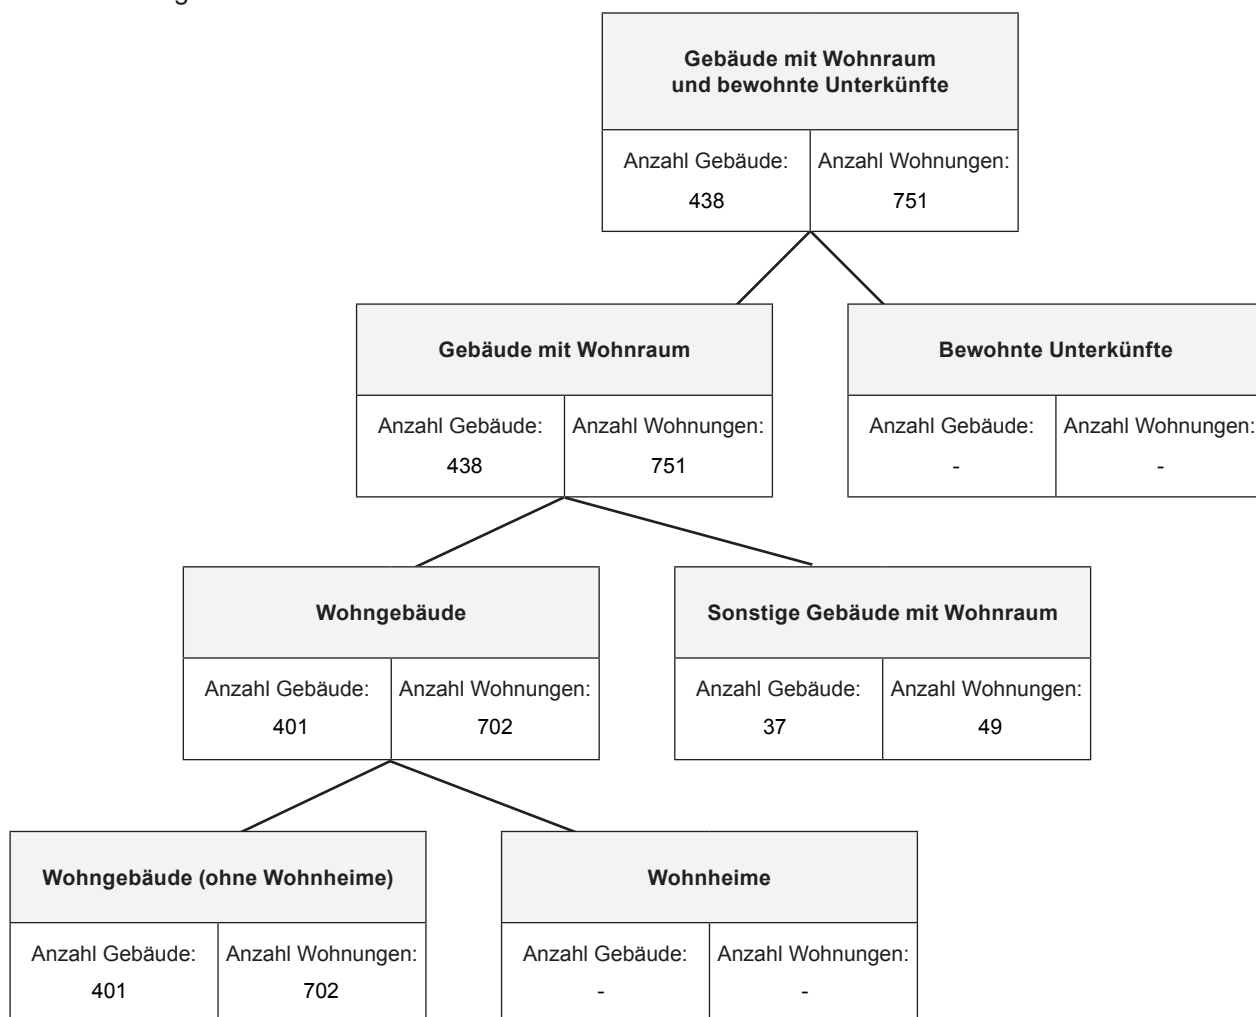 Gebäude mit Wohnraum
und bewohnte Unterkünfte
Anzahl Gebäude: Anzahl Wohnungen:
438 751
Gebäude mit Wohnraum
Anzahl Gebäude: Anzahl Wohnungen:
438 751
Bewohnte Unterkünfte
Anzahl Gebäude: Anzahl Wohnungen:
- -
Wohngebäude
Anzahl Gebäude: Anzahl Wohnungen:
401 702
Sonstige Gebäude mit Wohnraum
Anzahl Gebäude: Anzahl Wohnungen:
37 49
Wohngebäude (ohne Wohnheime)
Anzahl Gebäude: Anzahl Wohnungen:
401 702
Wohnheime
Anzahl Gebäude: Anzahl Wohnungen:
- -